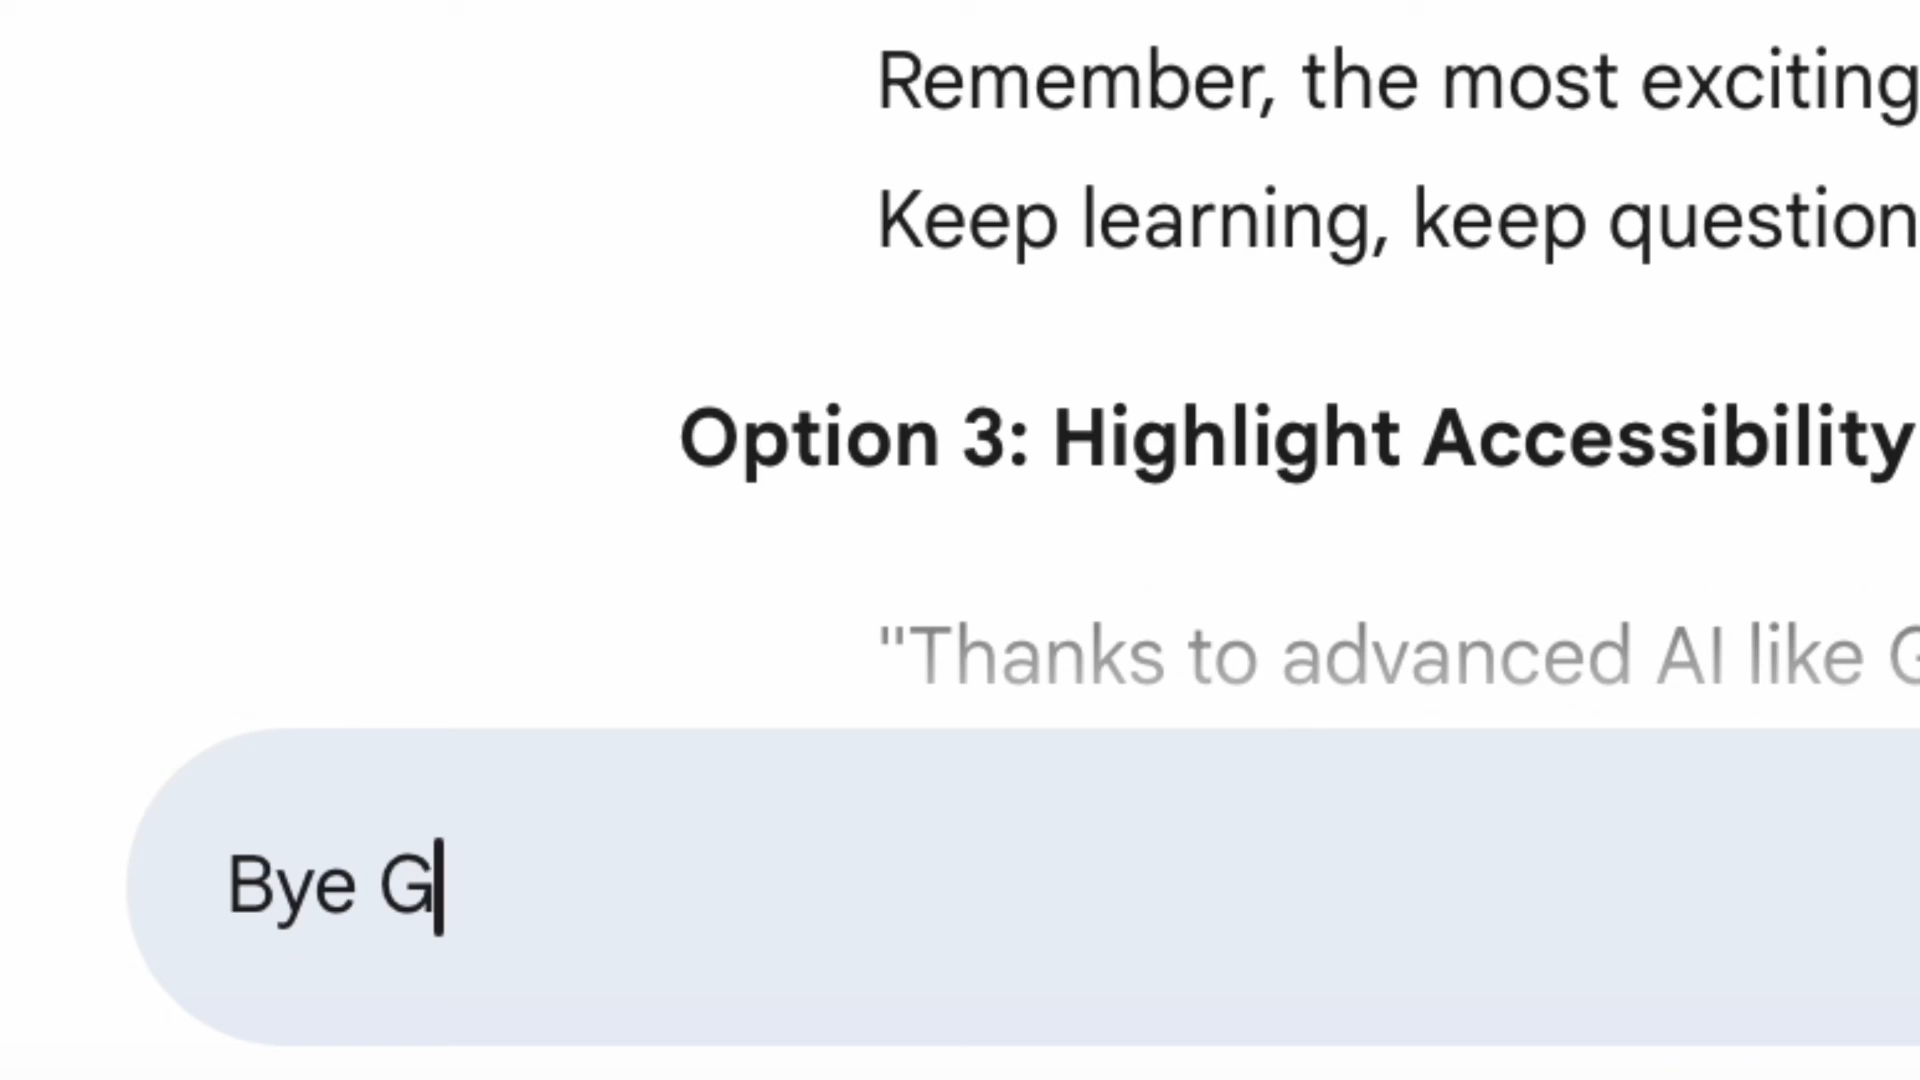 Remember, the most exciting
Keep learning, keep question
Option 3: Highlight Accessibility
"Thanks to advanced AI like G
Bye G